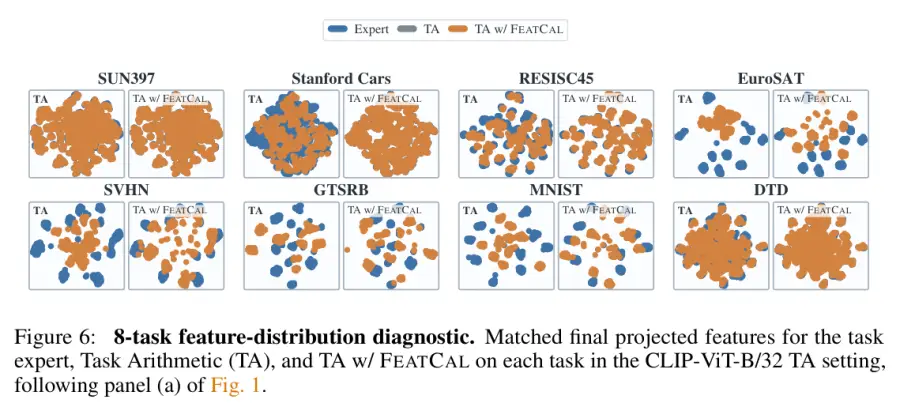 Expert TA TA w/ FEATCAL
SUN397 Stanford Cars RESISC45 EuroSAT
TA TA w/ FEATCAL TA TA w/ FEATCAL TA TA w/ FEATCAL TA TA w/ FEATCAL
SVHN GTSRB MNIST DTD
TA TA w/ FEATCAL TA TA w/ FEATCAL TA TA w/ FEATCAL TA TA w/ FEATCAL
Figure 6: 8-task feature-distribution diagnostic. Matched final projected features for the task
expert, Task Arithmetic (TA), and TA w/ FEATCAL on each task in the CLIP-ViT-B/32 TA setting,
following panel (a) of Fig. 1.